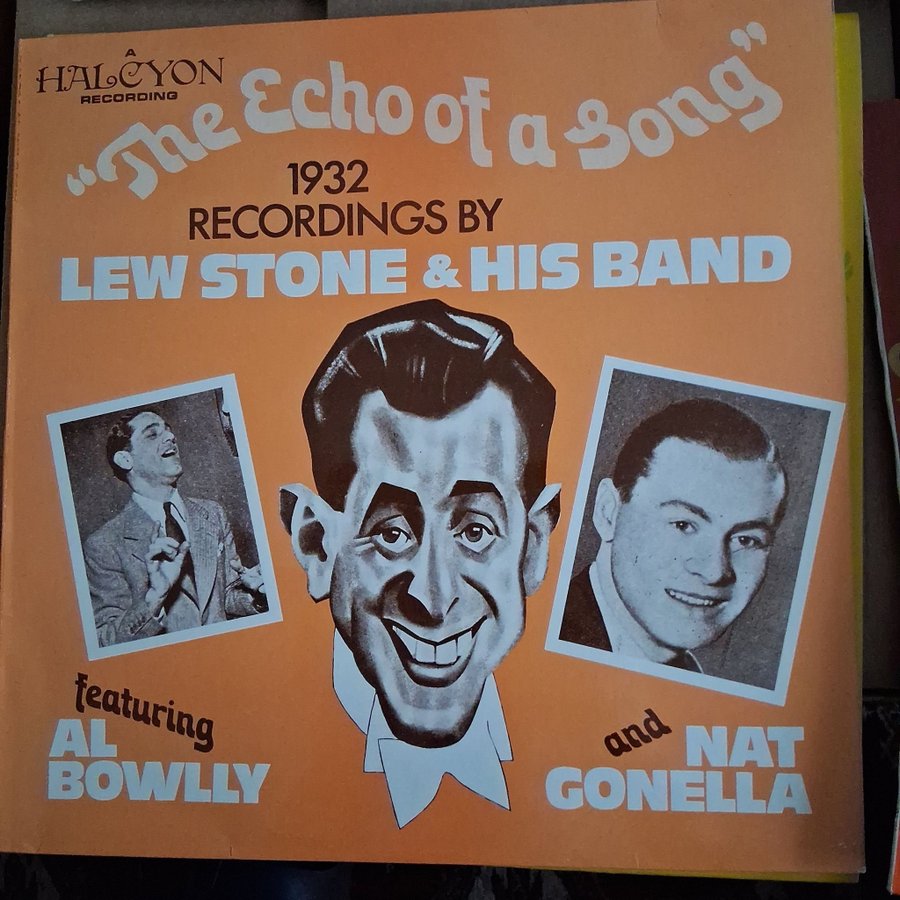 A
HALCYON
RECORDING
"The Echo of a Song"
1932
RECORDINGS BY
LEW STONE & HIS BAND
featuring
AL
BOWLLY
and
NAT
GONELLA